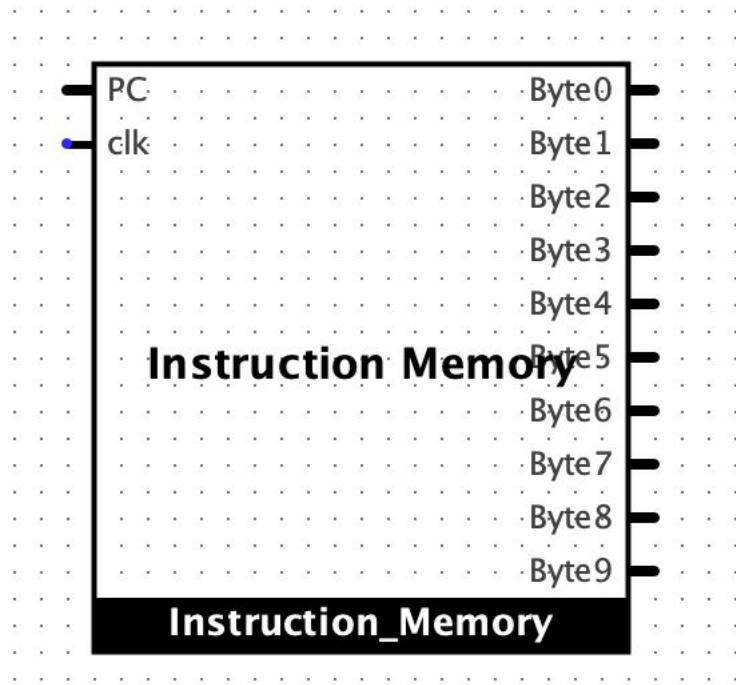 PC
clk
Byte0
Byte1
Byte2
Byte3
Byte4
Instruction Memory
Byte5
Byte6
Byte7
Byte8
Byte9
Instruction_Memory